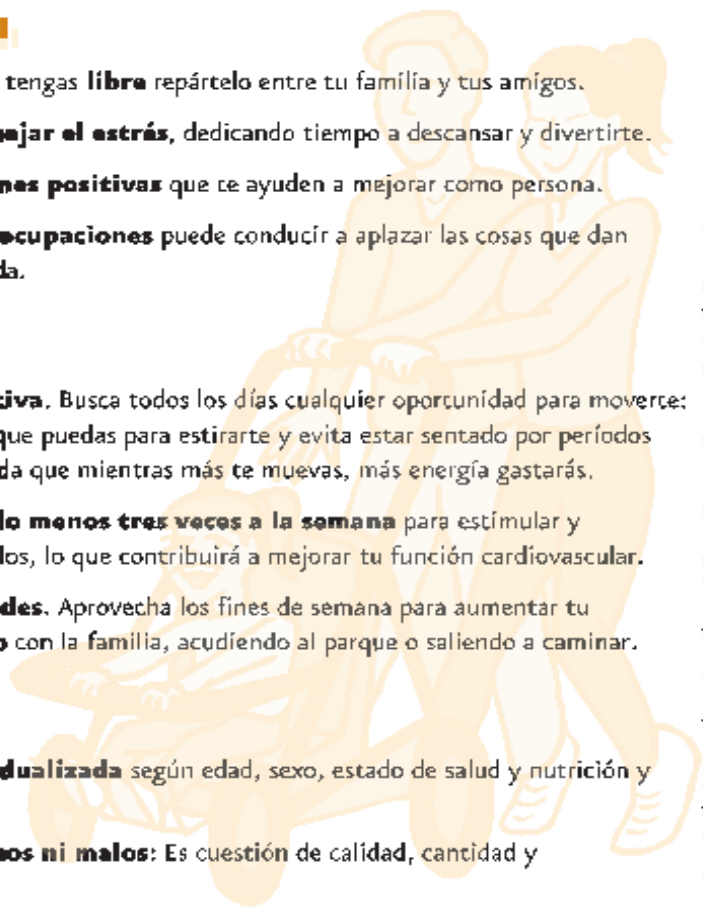 tengas libre repártelo entre tu familia y tus amigos.
ejar el estrés, dedicando tiempo a descansar y divertirte.
nes positivas que te ayuden a mejorar como persona.
ocupaciones puede conducir a aplazar las cosas que dan
da.
tiva. Busca todos los días cualquier oportunidad para moverte:
que puedas para estirarte y evita estar sentado por períodos
da que mientras más te muevas, más energía gastarás.
lo menos tres veces a la semana para estimular y
los, lo que contribuirá a mejorar tu función cardiovascular.
des. Aprovecha los fines de semana para aumentar tu
o con la familia, acudiendo al parque o saliendo a caminar.
dualizada según edad, sexo, estado de salud y nutrición y
nos ni malos: Es cuestión de calidad, cantidad y